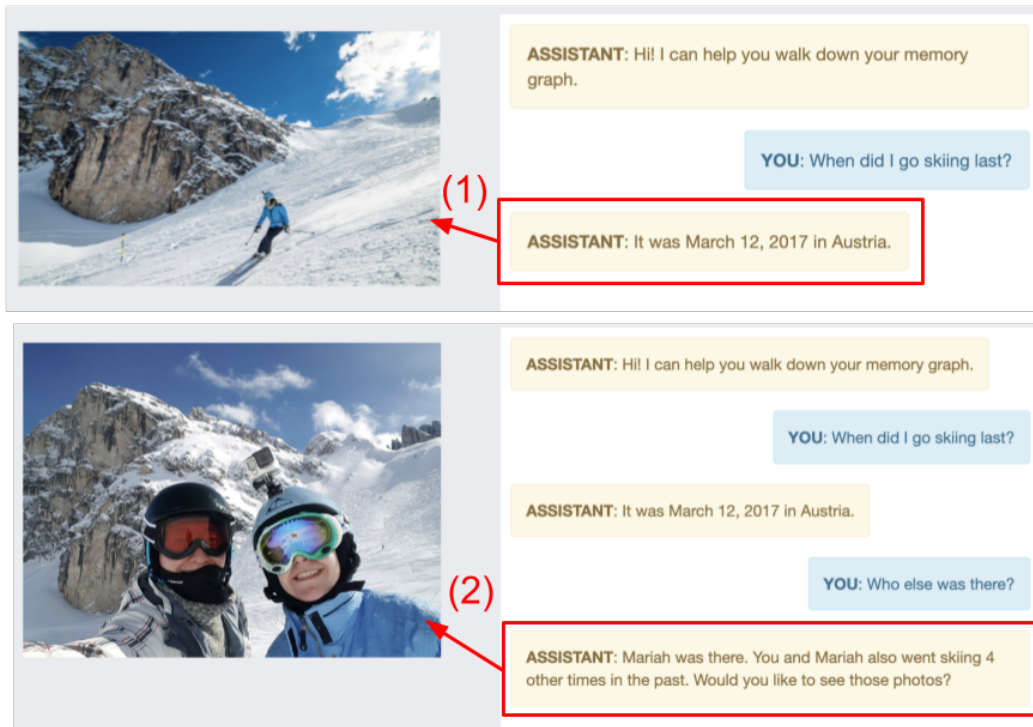 ASSISTANT: Hi! I can help you walk down your memory
graph.
YOU: When did I go skiing last?
(1)
ASSISTANT: It was March 12, 2017 in Austria.
ASSISTANT: Hi! I can help you walk down your memory graph.
YOU: When did I go skiing last?
ASSISTANT: It was March 12, 2017 in Austria.
YOU: Who else was there?
(2)
ASSISTANT: Mariah was there. You and Mariah also went skiing 4
other times in the past. Would you like to see those photos?